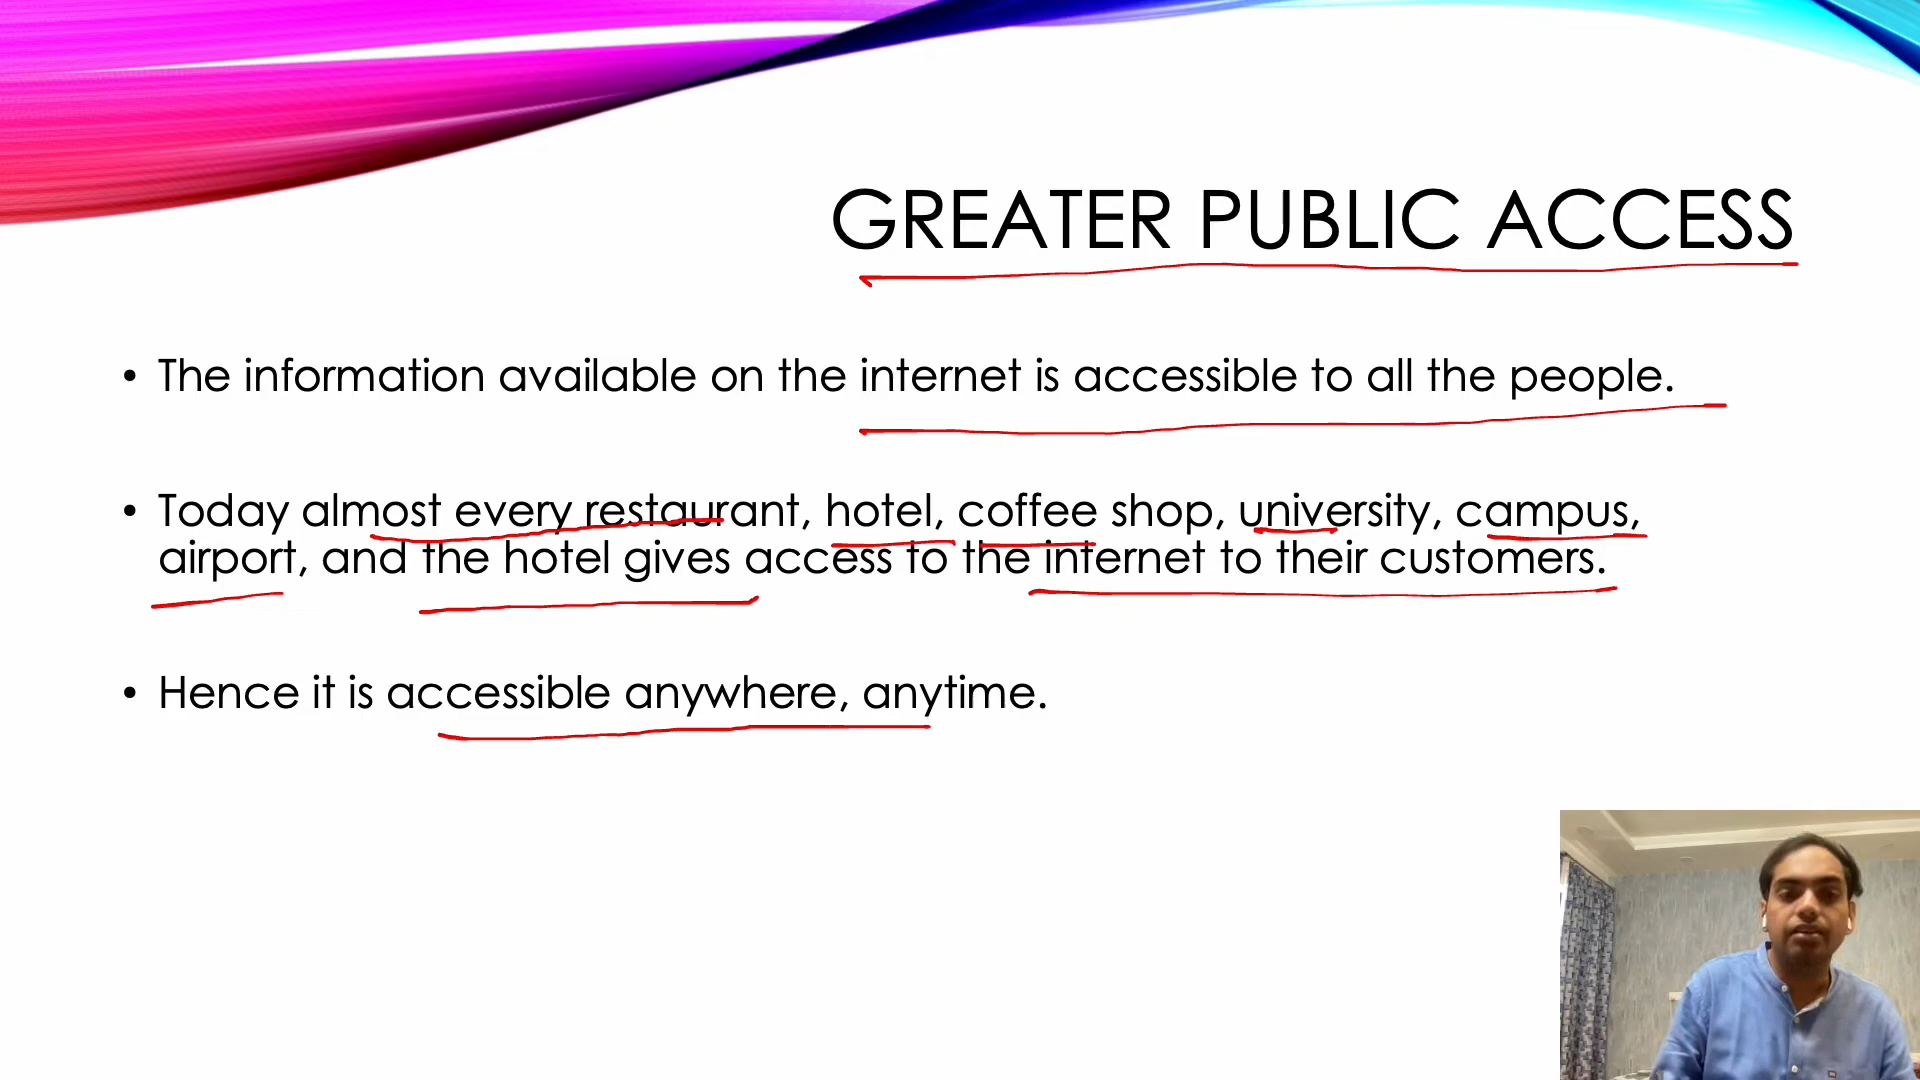 GREATER PUBLIC ACCESS
• The information available on the internet is accessible to all the people.
• Today almost every restaurant, hotel, coffee shop, university, campus,
airport, and the hotel gives access to the internet to their customers.
• Hence it is accessible anywhere, anytime.